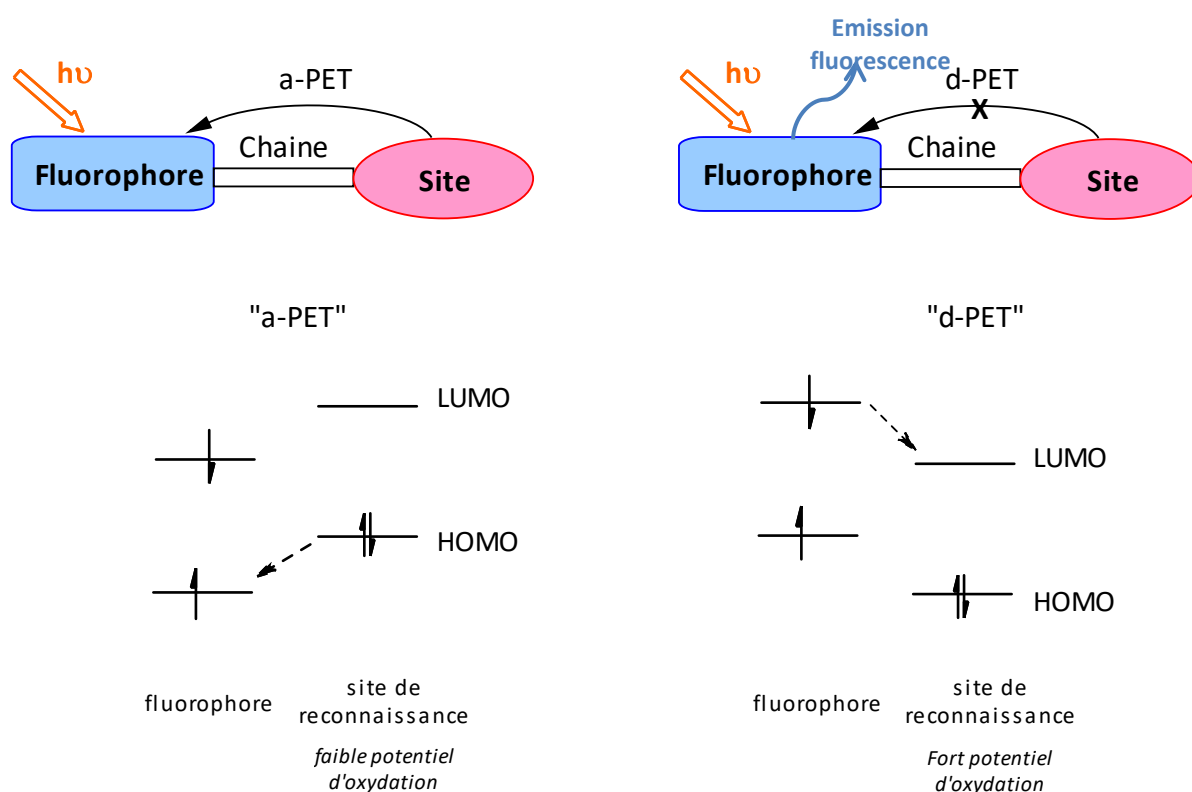 Emission
fluorescence
hυ
a-PET
Chaine
Fluorophore
Site
hυ
d-PET
X
Chaine
Fluorophore
Site
"a-PET"
"d-PET"
LUMO
HOMO
LUMO
HOMO
fluorophore
site de
reconnaissance
faible potentiel
d'oxydation
fluorophore
site de
reconnaissance
Fort potentiel
d'oxydation